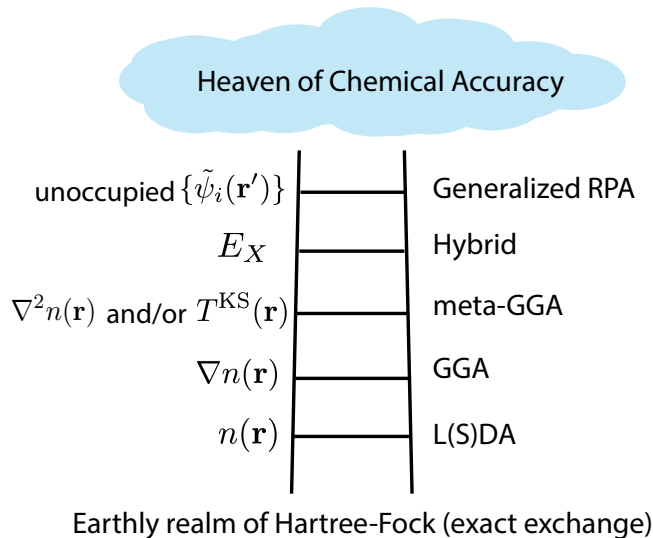 Heaven of Chemical Accuracy
unoccupied {ψ̃ᵢ(r′)} Generalized RPA
E_X Hybrid
∇²n(r) and/or T^KS(r) meta-GGA
∇n(r) GGA
n(r) L(S)DA
Earthly realm of Hartree-Fock (exact exchange)